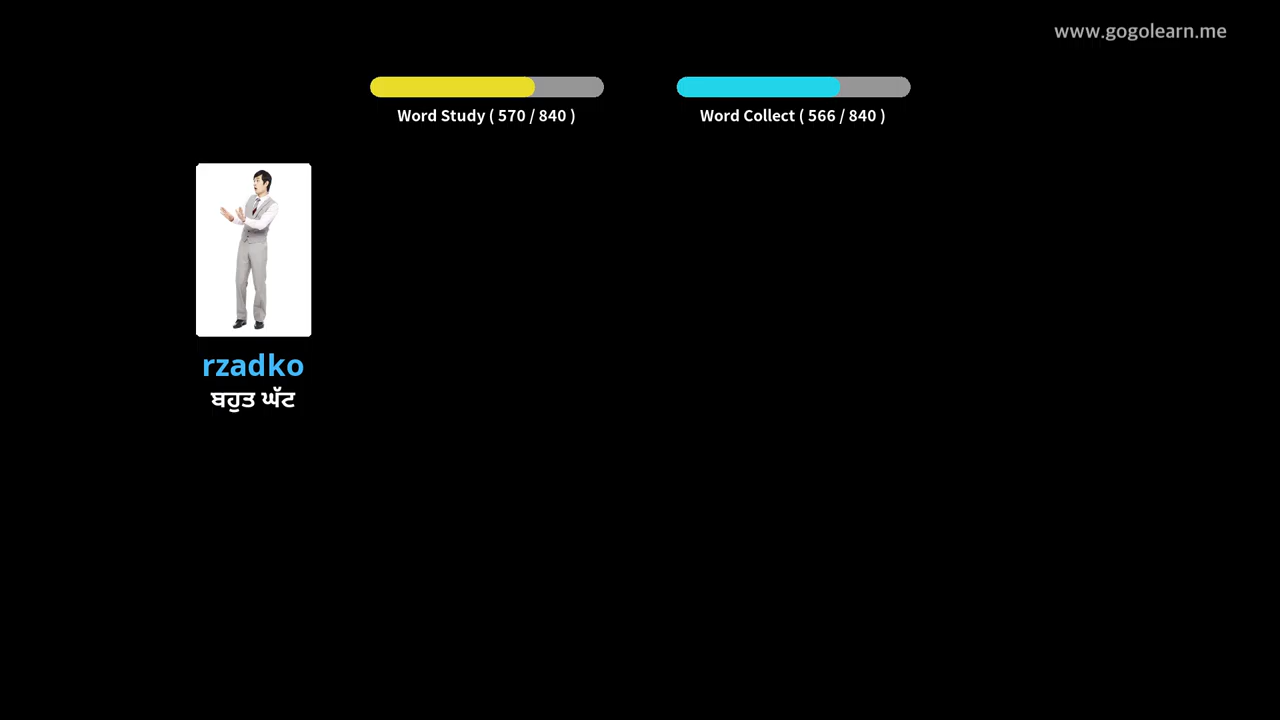 www.gogolearn.me
Word Study ( 570 / 840 )
Word Collect ( 566 / 840 )
rzadko
ਬਹੁਤ ਘੱਟ